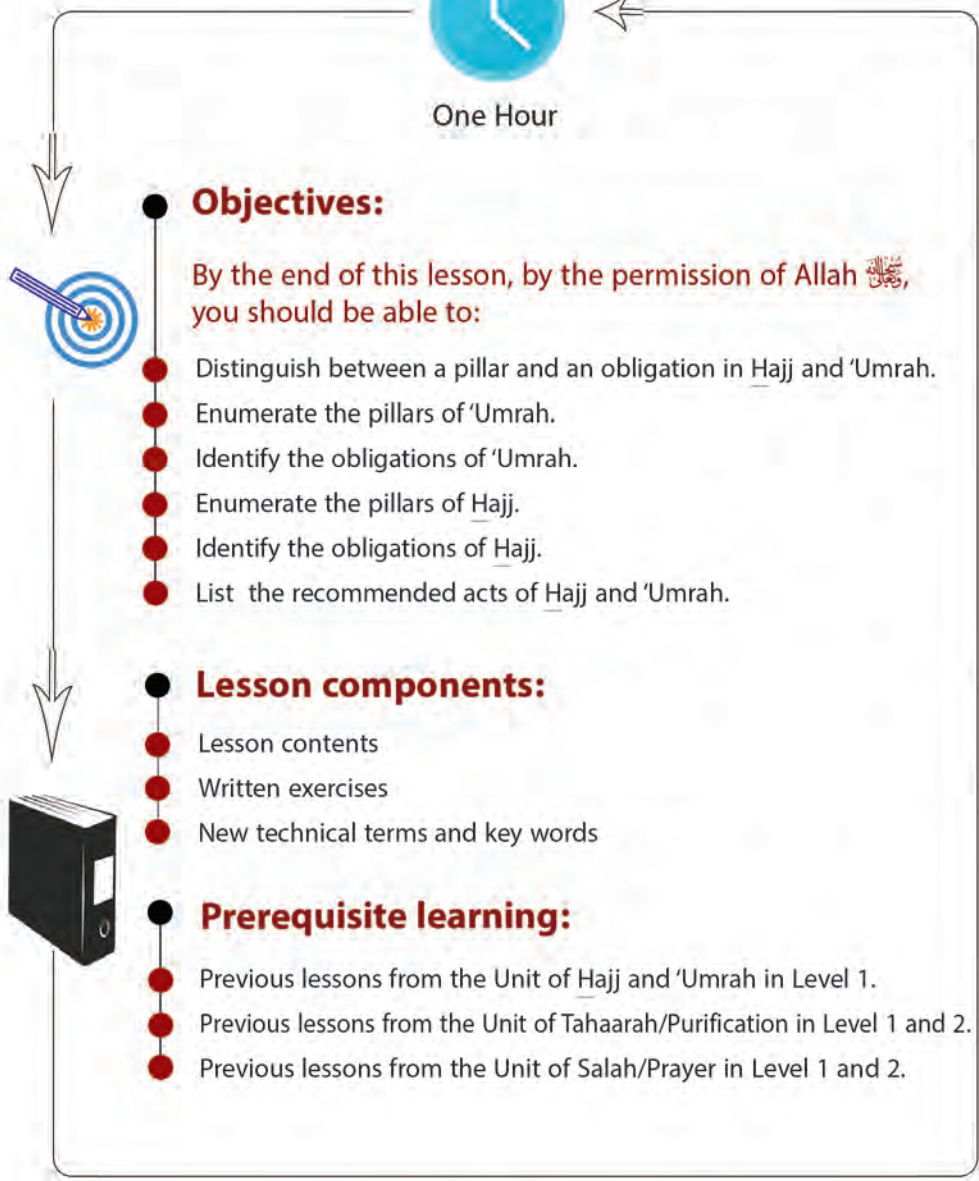 One Hour
Objectives:
By the end of this lesson, by the permission of Allah ﷾,
you should be able to:
Distinguish between a pillar and an obligation in Hajj and ‘Umrah.
Enumerate the pillars of ‘Umrah.
Identify the obligations of ‘Umrah.
Enumerate the pillars of Hajj.
Identify the obligations of Hajj.
List the recommended acts of Hajj and ‘Umrah.
Lesson components:
Lesson contents
Written exercises
New technical terms and key words
Prerequisite learning:
Previous lessons from the Unit of Hajj and ‘Umrah in Level 1.
Previous lessons from the Unit of Tahaarah/Purification in Level 1 and 2.
Previous lessons from the Unit of Salah/Prayer in Level 1 and 2.